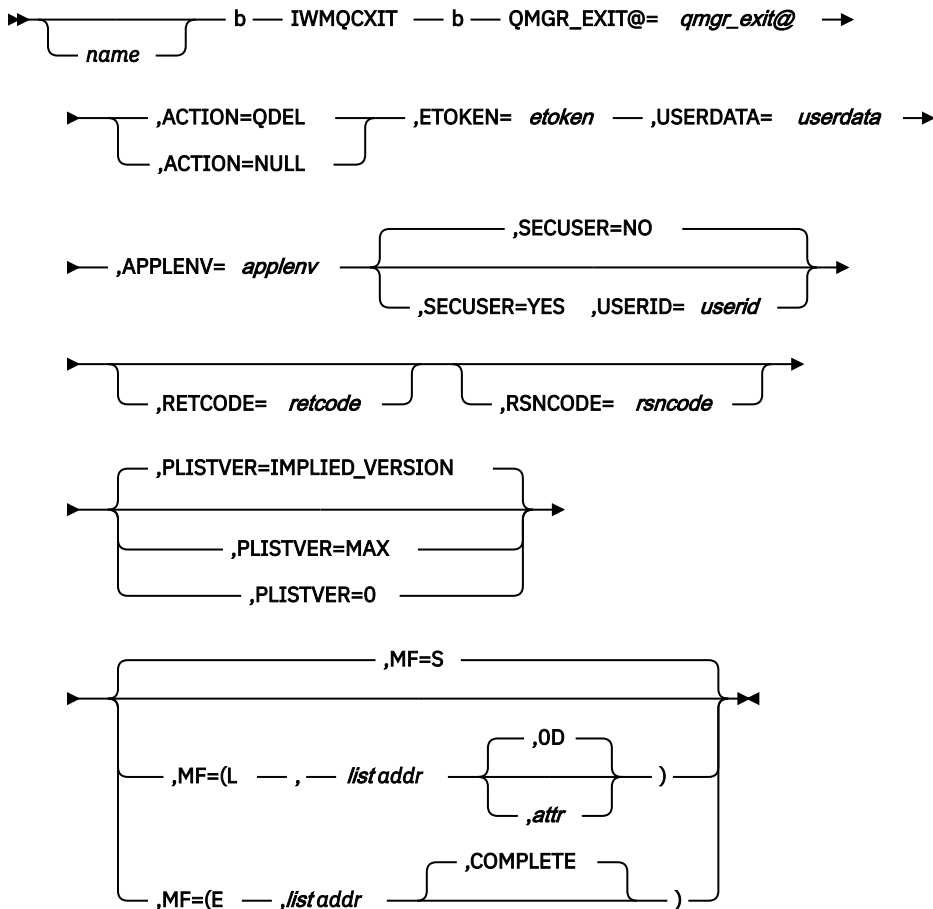 b IWMQCXIT b QMGR_EXIT@= qmgr_exit@
name
,ACTION=QDEL ,ETOKEN= etoken ,USERDATA= userdata
,ACTION=NULL
,SECUSER=NO
,APPLENV= applenv
,SECUSER=YES ,USERID= userid
,RETCODE= retcode ,RSNCODE= rsncode
,PLISTVER=IMPLIED_VERSION
,PLISTVER=MAX
,PLISTVER=0
,MF=S
,0D
,MF=(L , list addr )
,attr
,COMPLETE
,MF=(E ,list addr )